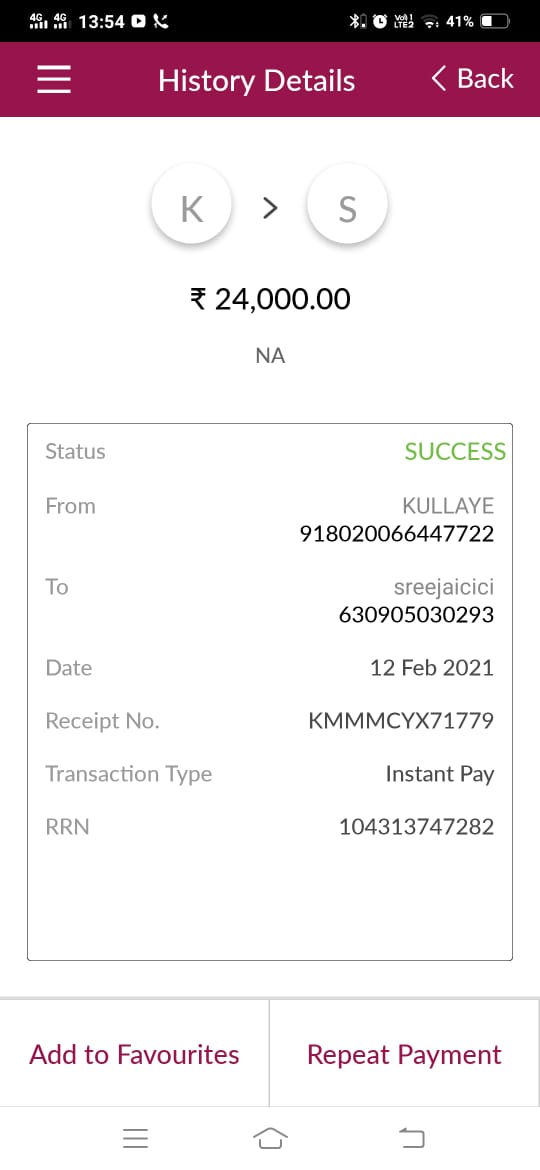 4G 4G 13:54 41%
History Details
Back
K > S
₹ 24,000.00
NA
Status SUCCESS
From KULLAYE
918020066447722
To sreejaicici
630905030293
Date 12 Feb 2021
Receipt No. KMMMCYX71779
Transaction Type Instant Pay
RRN 104313747282
Add to Favourites Repeat Payment